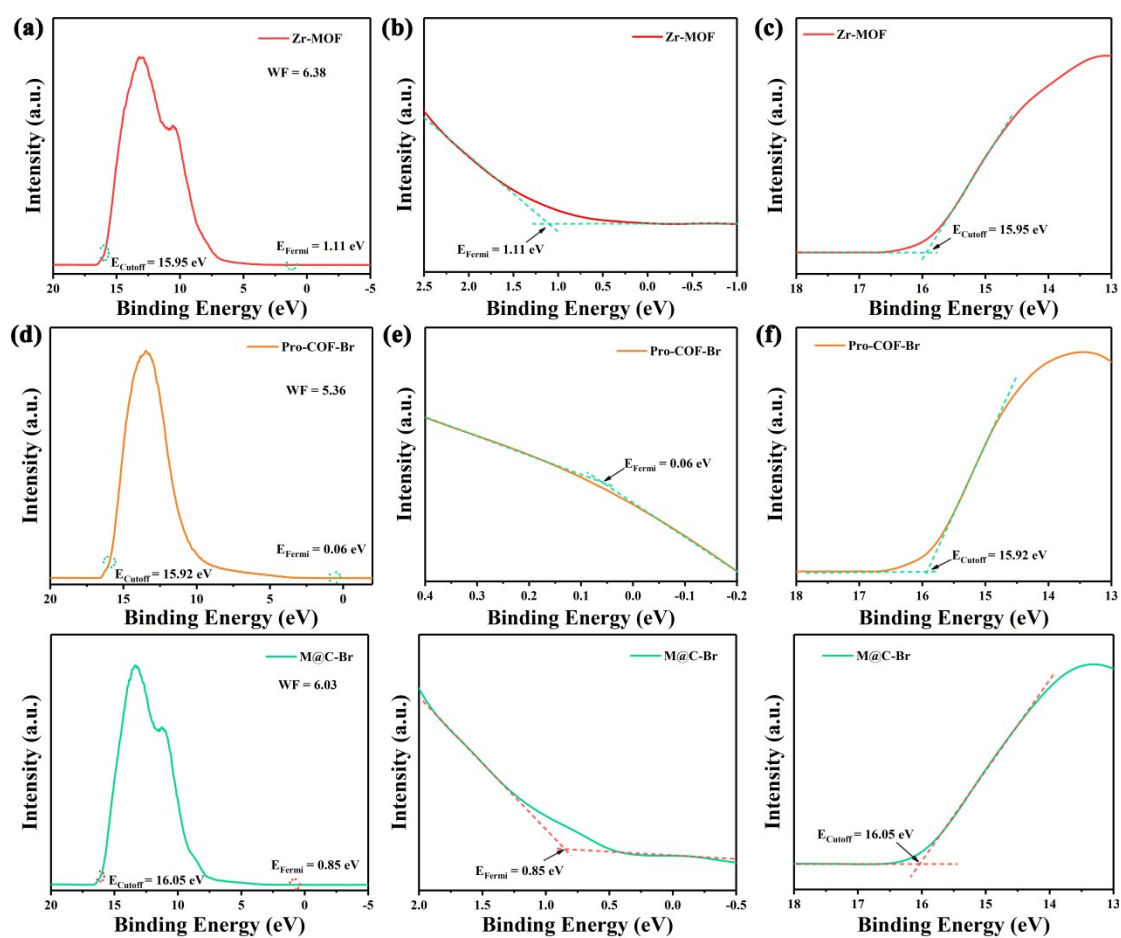 (a)
Zr-MOF
WF = 6.38
E_Fermi = 1.11 eV
E_Cutoff = 15.95 eV
Intensity (a.u.)
20 15 10 5 0 -5
Binding Energy (eV)
(b)
Zr-MOF
E_Fermi = 1.11 eV
Intensity (a.u.)
2.5 2.0 1.5 1.0 0.5 0.0 -0.5 -1.0
Binding Energy (eV)
(c)
Zr-MOF
E_Cutoff = 15.95 eV
Intensity (a.u.)
18 17 16 15 14 13
Binding Energy (eV)
(d)
Pro-COF-Br
WF = 5.36
E_Fermi = 0.06 eV
E_Cutoff = 15.92 eV
Intensity (a.u.)
20 15 10 5 0
Binding Energy (eV)
(e)
Pro-COF-Br
E_Fermi = 0.06 eV
Intensity (a.u.)
0.4 0.3 0.2 0.1 0.0 -0.1 -0.2
Binding Energy (eV)
(f)
Pro-COF-Br
E_Cutoff = 15.92 eV
Intensity (a.u.)
18 17 16 15 14 13
Binding Energy (eV)
M@C-Br
WF = 6.03
E_Fermi = 0.85 eV
E_Cutoff = 16.05 eV
Intensity (a.u.)
20 15 10 5 0 -5
Binding Energy (eV)
M@C-Br
E_Fermi = 0.85 eV
Intensity (a.u.)
2.0 1.5 1.0 0.5 0.0 -0.5
Binding Energy (eV)
M@C-Br
E_Cutoff = 16.05 eV
Intensity (a.u.)
18 17 16 15 14 13
Binding Energy (eV)